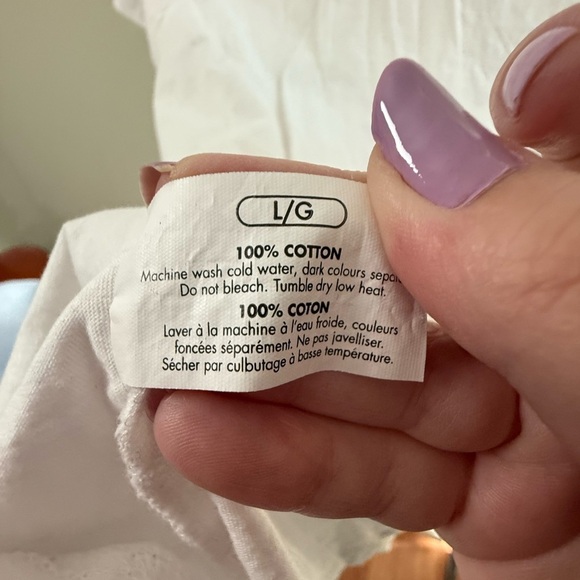 L/G
100% COTTON
Machine wash cold water, dark colours
Do not bleach. Tumble dry low heat.
100% COTON
Laver à la machine à l'eau froide, couleurs
foncées séparément. Ne pas javelliser.
Sécher par culbutage à basse température.